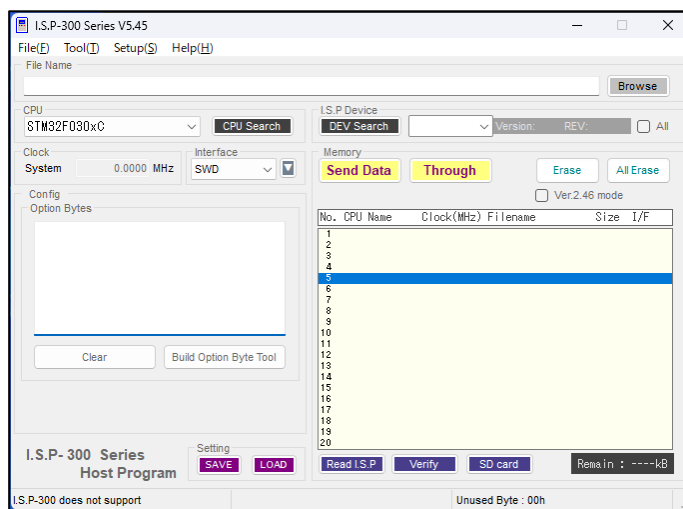 I.S.P-300 Series V5.45
File(F) Tool(T) Setup(S) Help(H)
File Name
Browse
CPU
STM32F030xC
CPU Search
I.S.P Device
DEV Search
Version: REV:
All
Clock
System 0.0000 MHz
Interface
SWD
Memory
Send Data
Through
Erase
All Erase
Ver.2.46 mode
Config
Option Bytes
Clear
Build Option Byte Tool
No. CPU Name Clock(MHz) Filename Size I/F
1
2
3
4
5
6
7
8
9
10
11
12
13
14
15
16
17
18
19
20
I.S.P- 300 Series
Host Program
Setting
SAVE
LOAD
Read I.S.P
Verify
SD card
Remain : ----kB
I.S.P-300 does not support
Unused Byte : 00h